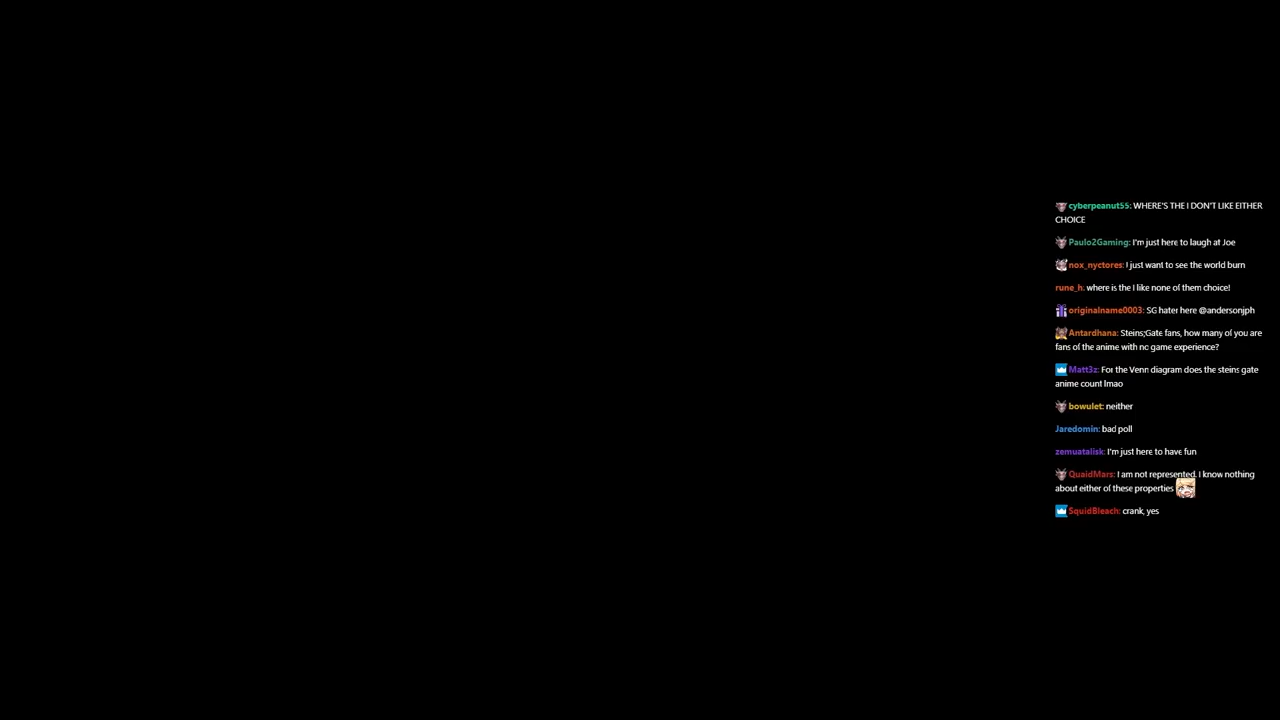 cyberpeanut55: WHERE'S THE I DON'T LIKE EITHER
CHOICE
Paulo2Gaming: I'm just here to laugh at Joe
nox_nyctores: I just want to see the world burn
rune_h: where is the I like none of them choice!
originalname0003: SG hater here @andersonjph
Antardhana: Steins;Gate fans, how many of you are
fans of the anime with no game experience?
Matt3z: For the Venn diagram does the steins gate
anime count lmao
bowulet: neither
Jaredomin: bad poll
zemuatalisk: I'm just here to have fun
QuaidMars: I am not represented. I know nothing
about either of these properties
SquidBleach: crank, yes